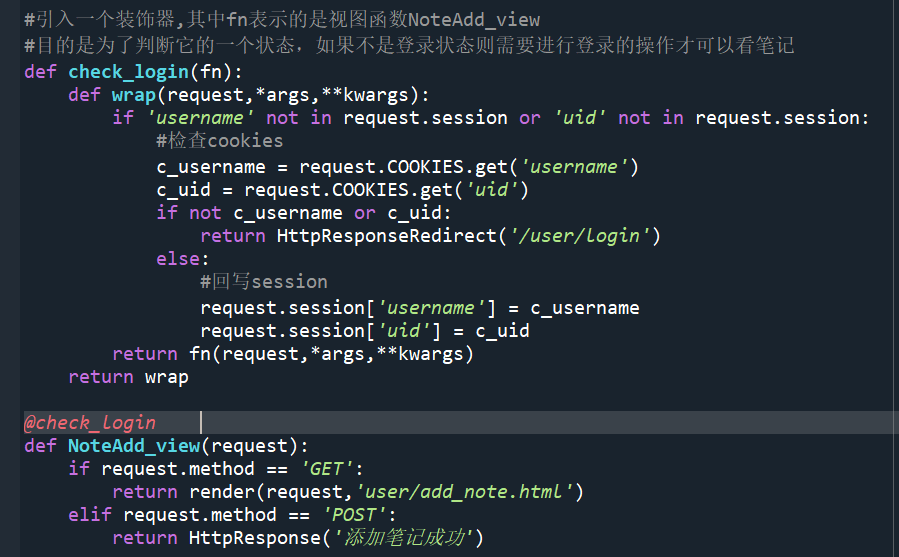 #引入一个装饰器,其中fn表示的是视图函数NoteAdd_view
#目的是为了判断它的一个状态，如果不是登录状态则需要进行登录的操作才可以看笔记
def check_login(fn):
    def wrap(request,*args,**kwargs):
        if 'username' not in request.session or 'uid' not in request.session:
            #检查cookies
            c_username = request.COOKIES.get('username')
            c_uid = request.COOKIES.get('uid')
            if not c_username or c_uid:
                return HttpResponseRedirect('/user/login')
            else:
                #回写session
                request.session['username'] = c_username
                request.session['uid'] = c_uid
        return fn(request,*args,**kwargs)
    return wrap
@check_login
def NoteAdd_view(request):
    if request.method == 'GET':
        return render(request,'user/add_note.html')
    elif request.method == 'POST':
        return HttpResponse('添加笔记成功')